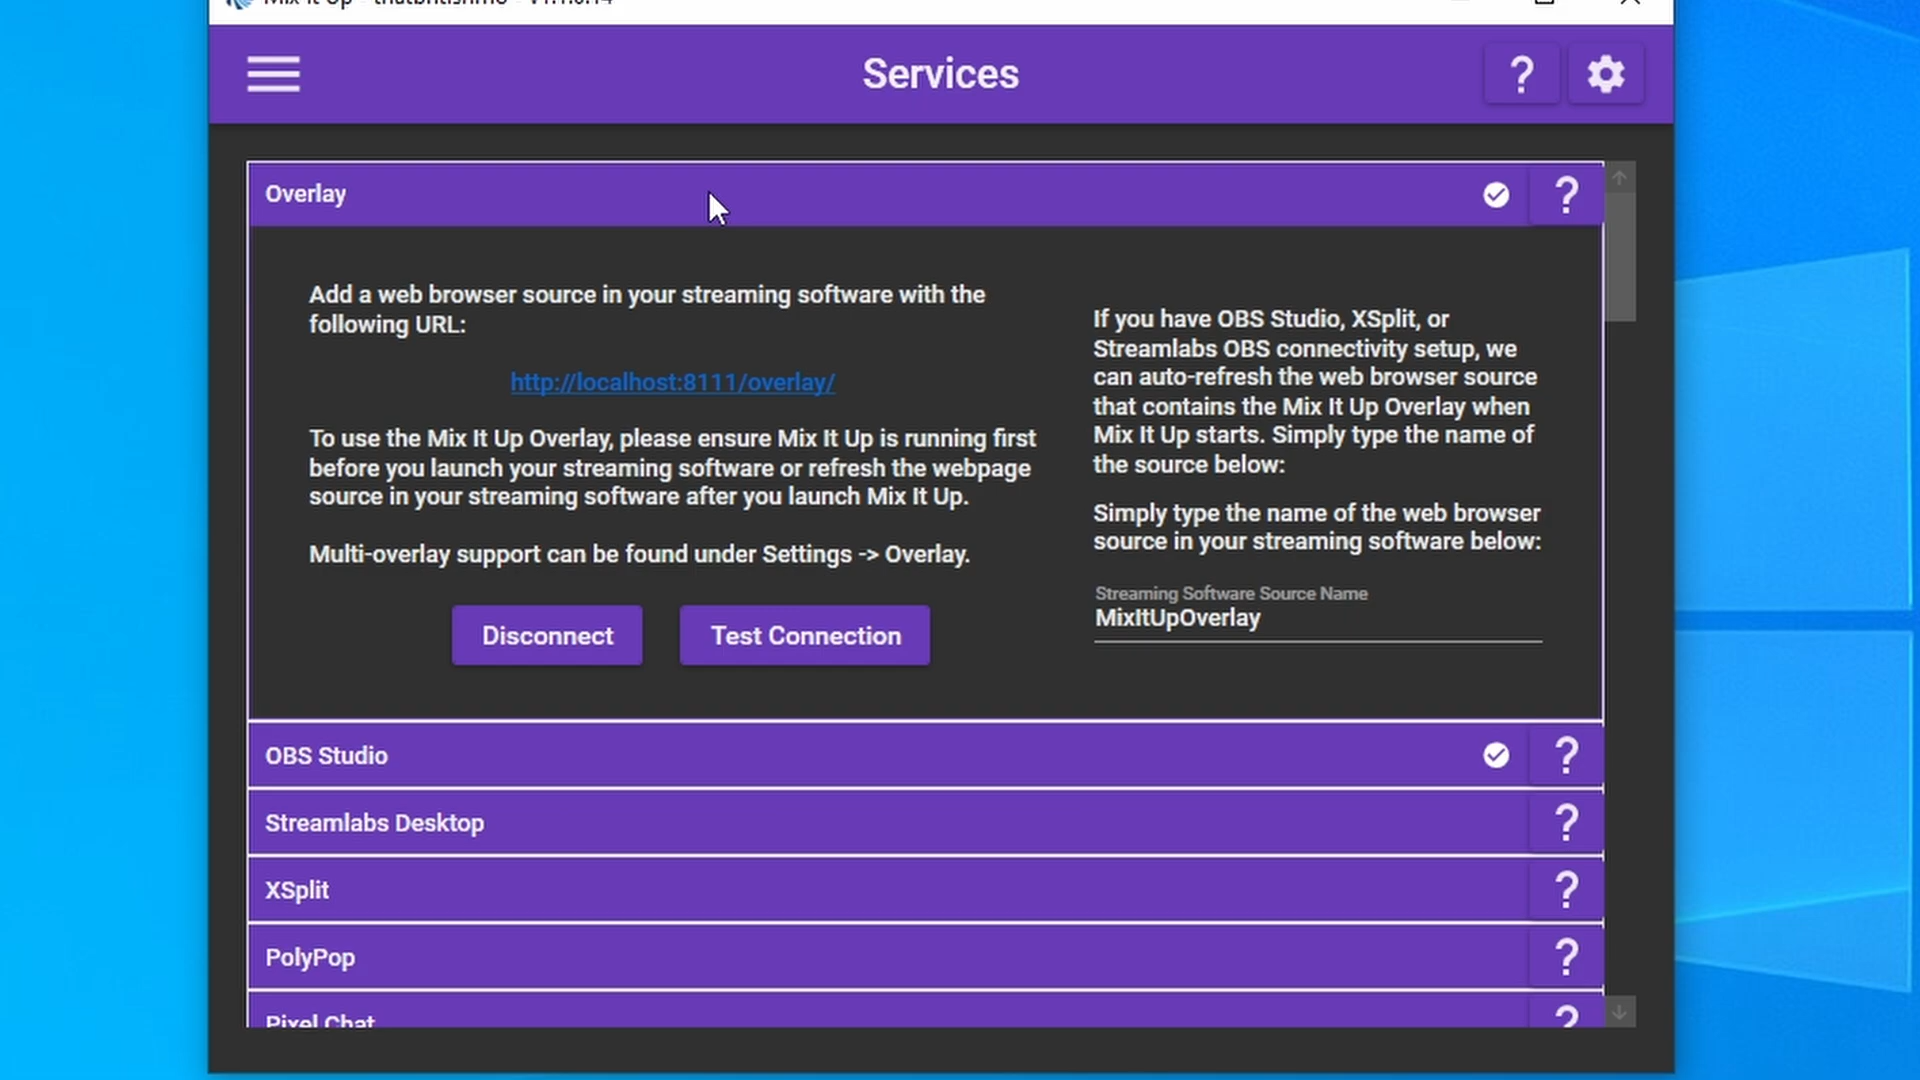 Services
Overlay
Add a web browser source in your streaming software with the
following URL:
http://localhost:8111/overlay/
To use the Mix It Up Overlay, please ensure Mix It Up is running first
before you launch your streaming software or refresh the webpage
source in your streaming software after you launch Mix It Up.
Multi-overlay support can be found under Settings -> Overlay.
Disconnect
Test Connection
If you have OBS Studio, XSplit, or
Streamlabs OBS connectivity setup, we
can auto-refresh the web browser source
that contains the Mix It Up Overlay when
Mix It Up starts. Simply type the name of
the source below:
Simply type the name of the web browser
source in your streaming software below:
Streaming Software Source Name
MixItUpOverlay
OBS Studio
Streamlabs Desktop
XSplit
PolyPop
Pixel Chat